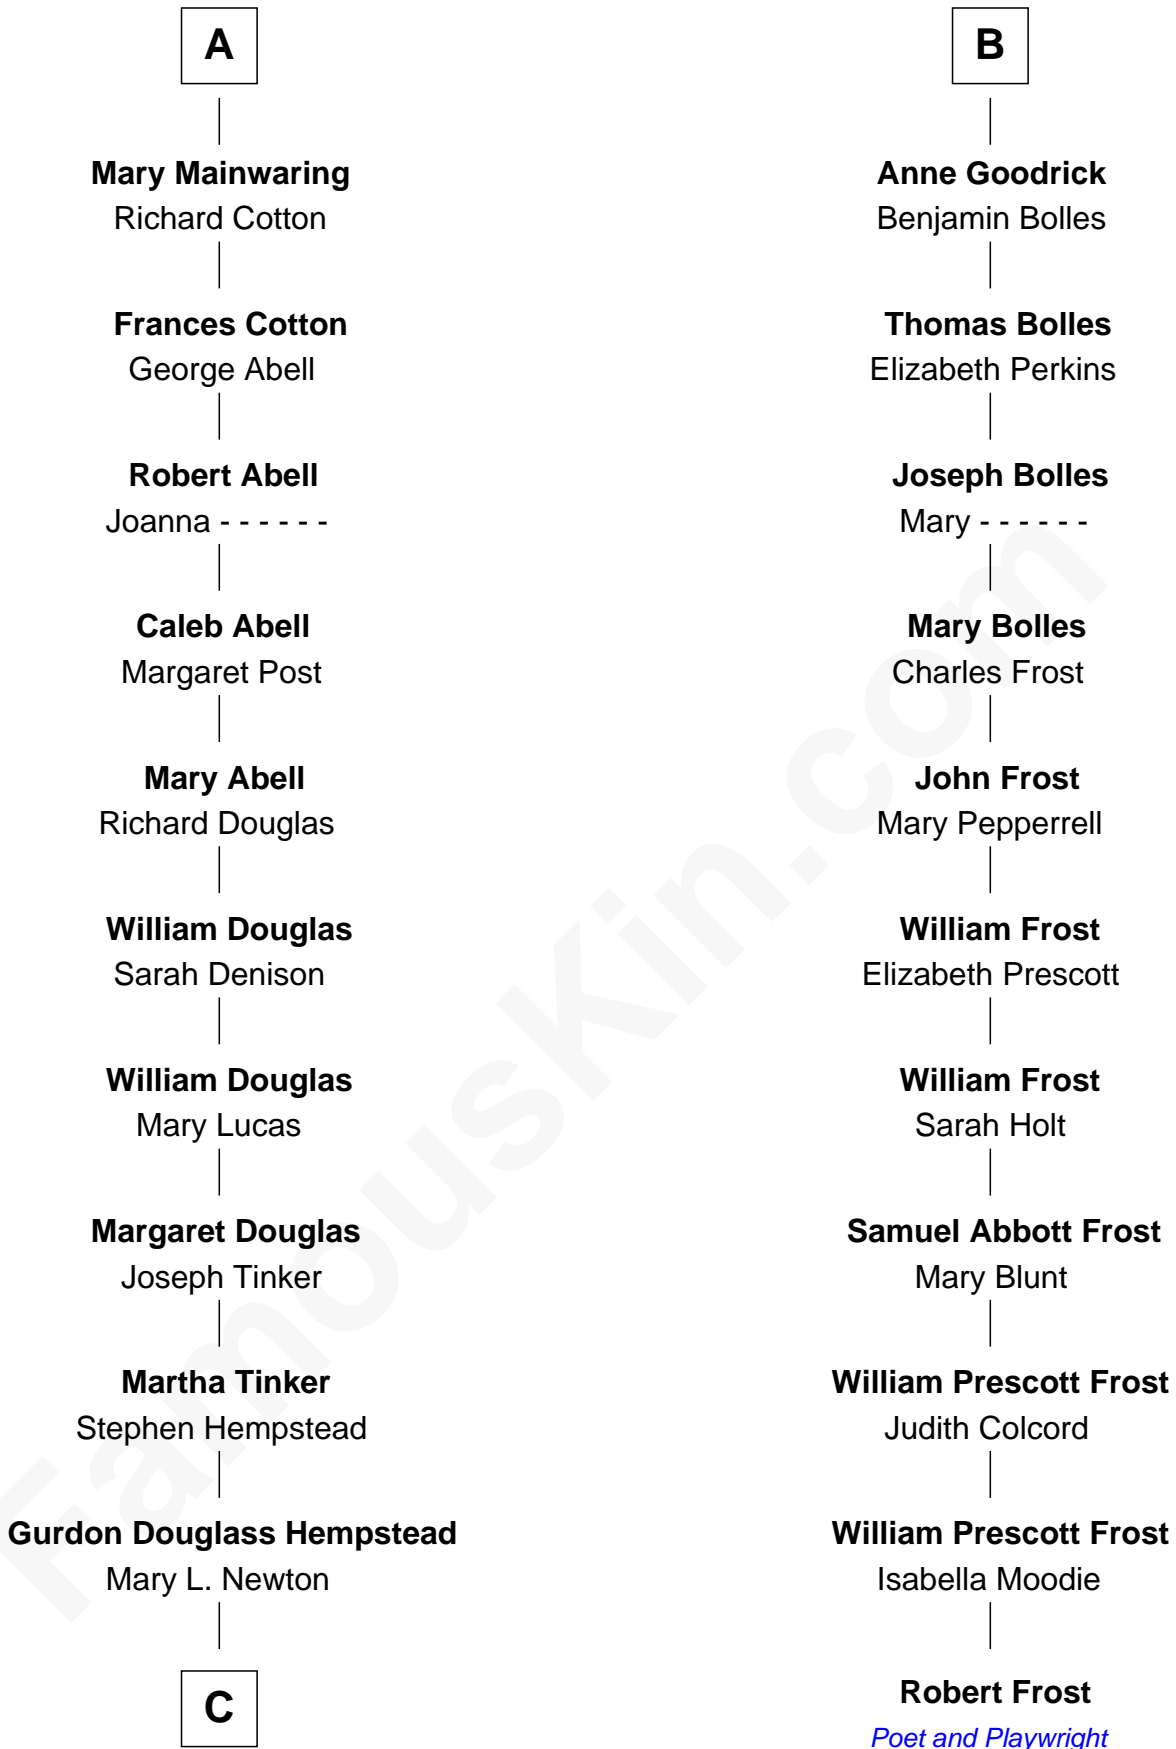 A
Mary Mainwaring
Richard Cotton
Frances Cotton
George Abell
Robert Abell
Joanna - - - - - -
Caleb Abell
Margaret Post
Mary Abell
Richard Douglas
William Douglas
Sarah Denison
William Douglas
Mary Lucas
Margaret Douglas
Joseph Tinker
Martha Tinker
Stephen Hempstead
Gurdon Douglass Hempstead
Mary L. Newton
C
B
Anne Goodrick
Benjamin Bolles
Thomas Bolles
Elizabeth Perkins
Joseph Bolles
Mary - - - - - -
Mary Bolles
Charles Frost
John Frost
Mary Pepperrell
William Frost
Elizabeth Prescott
William Frost
Sarah Holt
Samuel Abbott Frost
Mary Blunt
William Prescott Frost
Judith Colcord
William Prescott Frost
Isabella Moodie
Robert Frost
Poet and Playwright
FamousKin.com